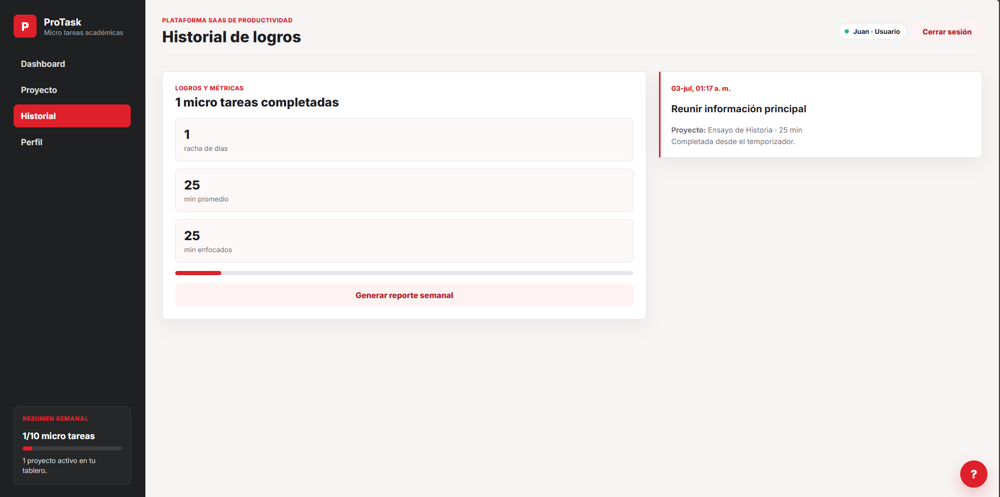 P
ProTask
Micro tareas académicas
Dashboard
Proyecto
Historial
Perfil
RESUMEN SEMANAL
1/10 micro tareas
1 proyecto activo en tu
tablero.
PLATAFORMA SAAS DE PRODUCTIVIDAD
Historial de logros
Juan · Usuario
Cerrar sesión
LOGROS Y MÉTRICAS
1 micro tareas completadas
1
racha de días
25
min promedio
25
min enfocados
Generar reporte semanal
03-jul, 01:17 a. m.
Reunir información principal
Proyecto: Ensayo de Historia · 25 min
Completada desde el temporizador.
?